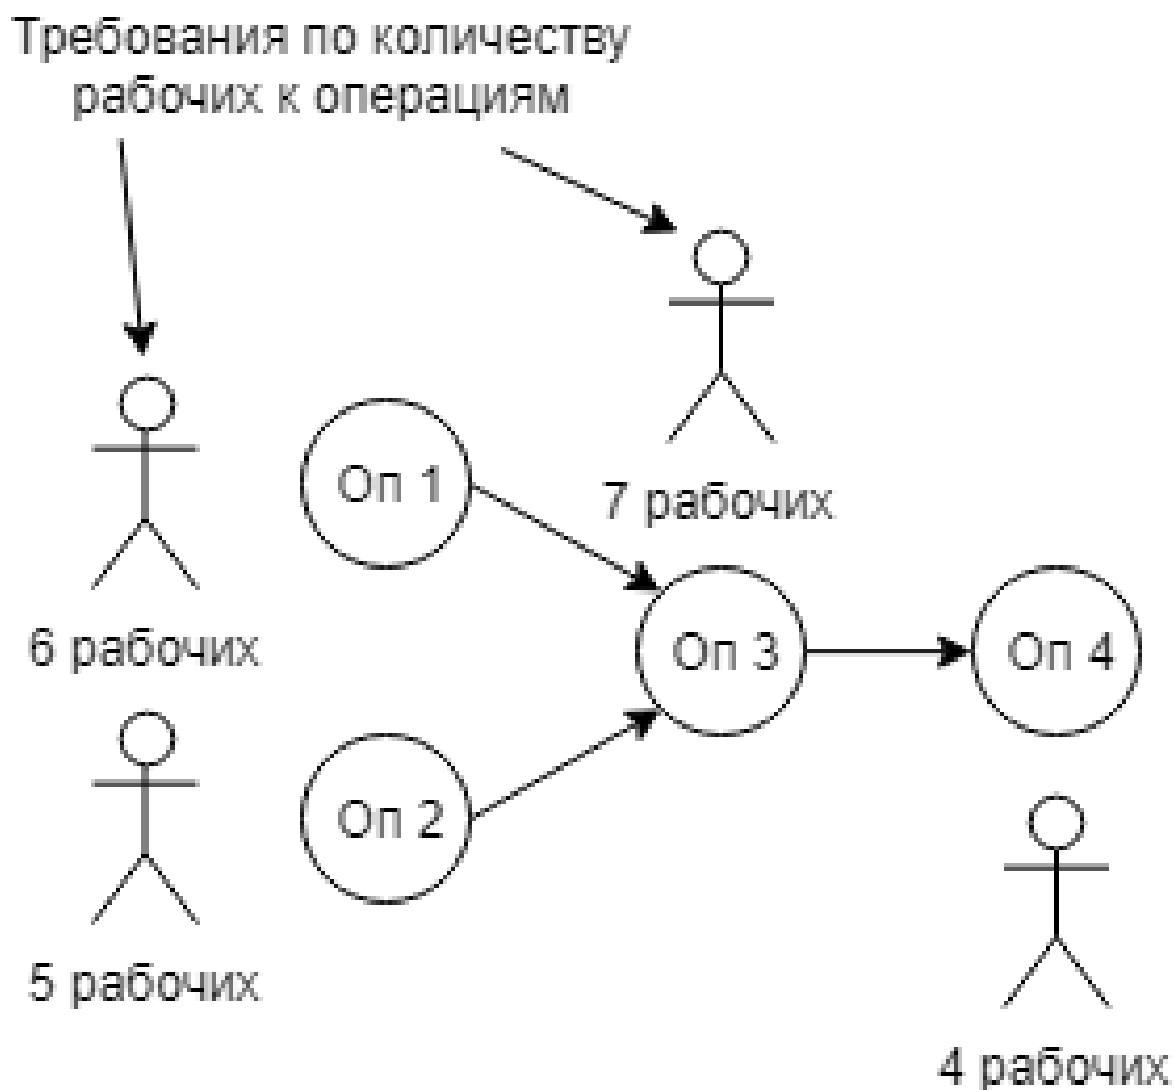 Требования по количеству
рабочих к операциям
Оп 1
7 рабочих
6 рабочих
Оп 3
Оп 4
Оп 2
5 рабочих
4 рабочих